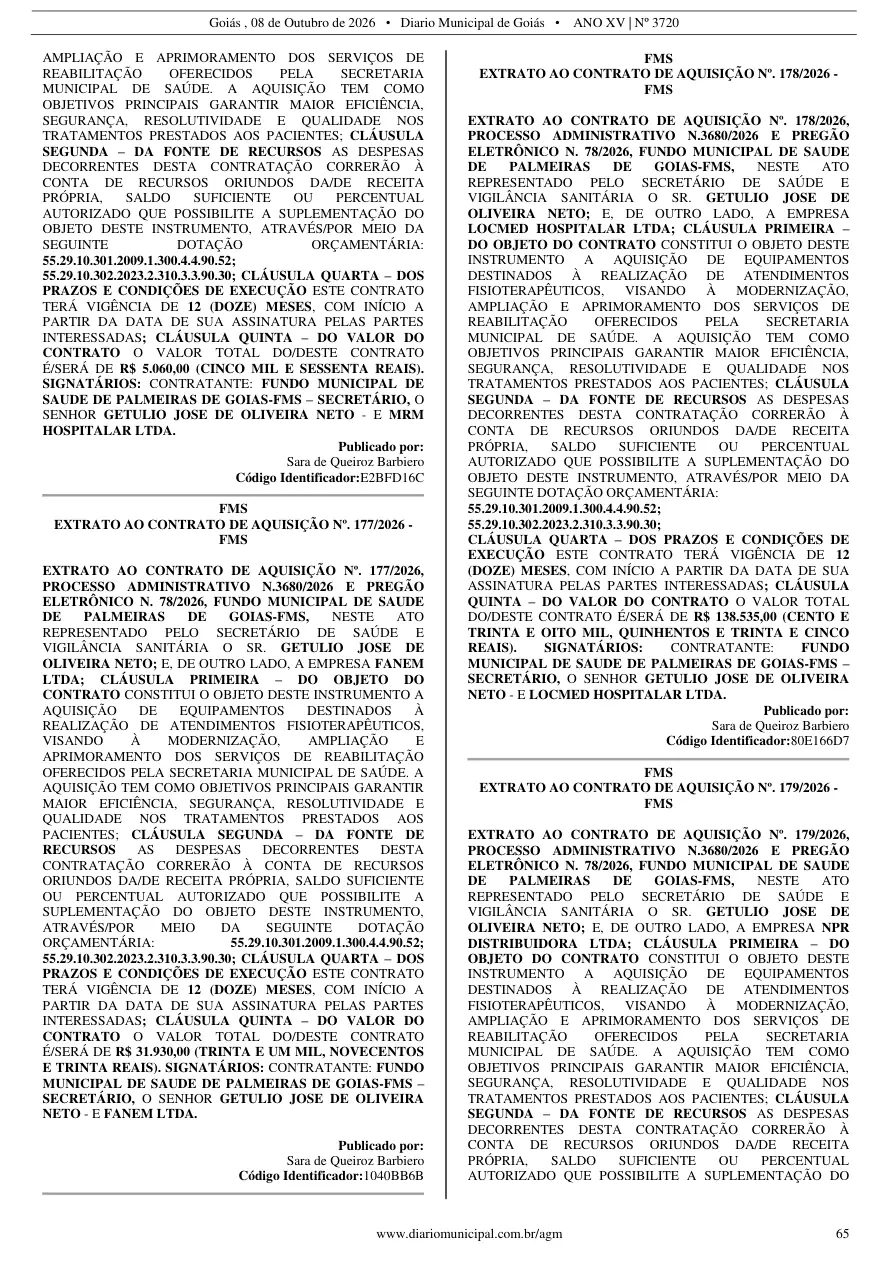 Goiás , 08 de Outubro de 2026 • Diario Municipal de Goiás • ANO XV | Nº 3720
AMPLIAÇÃO E APRIMORAMENTO DOS SERVIÇOS DE
REABILITAÇÃO OFERECIDOS PELA SECRETARIA
MUNICIPAL DE SAÚDE. A AQUISIÇÃO TEM COMO
OBJETIVOS PRINCIPAIS GARANTIR MAIOR EFICIÊNCIA,
SEGURANÇA, RESOLUTIVIDADE E QUALIDADE NOS
TRATAMENTOS PRESTADOS AOS PACIENTES; CLÁUSULA
SEGUNDA – DA FONTE DE RECURSOS AS DESPESAS
DECORRENTES DESTA CONTRATAÇÃO CORRERÃO À
CONTA DE RECURSOS ORIUNDOS DA/DE RECEITA
PRÓPRIA, SALDO SUFICIENTE OU PERCENTUAL
AUTORIZADO QUE POSSIBILITE A SUPLEMENTAÇÃO DO
OBJETO DESTE INSTRUMENTO, ATRAVÉS/POR MEIO DA
SEGUINTE DOTAÇÃO ORÇAMENTÁRIA:
55.29.10.301.2009.1.300.4.4.90.52;
55.29.10.302.2023.2.310.3.3.90.30; CLÁUSULA QUARTA – DOS
PRAZOS E CONDIÇÕES DE EXECUÇÃO ESTE CONTRATO
TERÁ VIGÊNCIA DE 12 (DOZE) MESES, COM INÍCIO A
PARTIR DA DATA DE SUA ASSINATURA PELAS PARTES
INTERESSADAS; CLÁUSULA QUINTA – DO VALOR DO
CONTRATO O VALOR TOTAL DO/DESTE CONTRATO
É/SERÁ DE R$ 5.060,00 (CINCO MIL E SESSENTA REAIS).
SIGNATÁRIOS: CONTRATANTE: FUNDO MUNICIPAL DE
SAUDE DE PALMEIRAS DE GOIAS-FMS – SECRETÁRIO, O
SENHOR GETULIO JOSE DE OLIVEIRA NETO - E MRM
HOSPITALAR LTDA.
Publicado por:
Sara de Queiroz Barbiero
Código Identificador:E2BFD16C
FMS
EXTRATO AO CONTRATO DE AQUISIÇÃO Nº. 177/2026 -
FMS
EXTRATO AO CONTRATO DE AQUISIÇÃO Nº. 177/2026,
PROCESSO ADMINISTRATIVO N.3680/2026 E PREGÃO
ELETRÔNICO N. 78/2026, FUNDO MUNICIPAL DE SAUDE
DE PALMEIRAS DE GOIAS-FMS, NESTE ATO
REPRESENTADO PELO SECRETÁRIO DE SAÚDE E
VIGILÂNCIA SANITÁRIA O SR. GETULIO JOSE DE
OLIVEIRA NETO; E, DE OUTRO LADO, A EMPRESA FANEM
LTDA; CLÁUSULA PRIMEIRA – DO OBJETO DO
CONTRATO CONSTITUI O OBJETO DESTE INSTRUMENTO A
AQUISIÇÃO DE EQUIPAMENTOS DESTINADOS À
REALIZAÇÃO DE ATENDIMENTOS FISIOTERAPÊUTICOS,
VISANDO À MODERNIZAÇÃO, AMPLIAÇÃO E
APRIMORAMENTO DOS SERVIÇOS DE REABILITAÇÃO
OFERECIDOS PELA SECRETARIA MUNICIPAL DE SAÚDE. A
AQUISIÇÃO TEM COMO OBJETIVOS PRINCIPAIS GARANTIR
MAIOR EFICIÊNCIA, SEGURANÇA, RESOLUTIVIDADE E
QUALIDADE NOS TRATAMENTOS PRESTADOS AOS
PACIENTES; CLÁUSULA SEGUNDA – DA FONTE DE
RECURSOS AS DESPESAS DECORRENTES DESTA
CONTRATAÇÃO CORRERÃO À CONTA DE RECURSOS
ORIUNDOS DA/DE RECEITA PRÓPRIA, SALDO SUFICIENTE
OU PERCENTUAL AUTORIZADO QUE POSSIBILITE A
SUPLEMENTAÇÃO DO OBJETO DESTE INSTRUMENTO,
ATRAVÉS/POR MEIO DA SEGUINTE DOTAÇÃO
ORÇAMENTÁRIA: 55.29.10.301.2009.1.300.4.4.90.52;
55.29.10.302.2023.2.310.3.3.90.30; CLÁUSULA QUARTA – DOS
PRAZOS E CONDIÇÕES DE EXECUÇÃO ESTE CONTRATO
TERÁ VIGÊNCIA DE 12 (DOZE) MESES, COM INÍCIO A
PARTIR DA DATA DE SUA ASSINATURA PELAS PARTES
INTERESSADAS; CLÁUSULA QUINTA – DO VALOR DO
CONTRATO O VALOR TOTAL DO/DESTE CONTRATO
É/SERÁ DE R$ 31.930,00 (TRINTA E UM MIL, NOVECENTOS
E TRINTA REAIS). SIGNATÁRIOS: CONTRATANTE: FUNDO
MUNICIPAL DE SAUDE DE PALMEIRAS DE GOIAS-FMS –
SECRETÁRIO, O SENHOR GETULIO JOSE DE OLIVEIRA
NETO - E FANEM LTDA.
Publicado por:
Sara de Queiroz Barbiero
Código Identificador:1040BB6B
FMS
EXTRATO AO CONTRATO DE AQUISIÇÃO Nº. 178/2026 -
FMS
EXTRATO AO CONTRATO DE AQUISIÇÃO Nº. 178/2026,
PROCESSO ADMINISTRATIVO N.3680/2026 E PREGÃO
ELETRÔNICO N. 78/2026, FUNDO MUNICIPAL DE SAUDE
DE PALMEIRAS DE GOIAS-FMS, NESTE ATO
REPRESENTADO PELO SECRETÁRIO DE SAÚDE E
VIGILÂNCIA SANITÁRIA O SR. GETULIO JOSE DE
OLIVEIRA NETO; E, DE OUTRO LADO, A EMPRESA
LOCMED HOSPITALAR LTDA; CLÁUSULA PRIMEIRA –
DO OBJETO DO CONTRATO CONSTITUI O OBJETO DESTE
INSTRUMENTO A AQUISIÇÃO DE EQUIPAMENTOS
DESTINADOS À REALIZAÇÃO DE ATENDIMENTOS
FISIOTERAPÊUTICOS, VISANDO À MODERNIZAÇÃO,
AMPLIAÇÃO E APRIMORAMENTO DOS SERVIÇOS DE
REABILITAÇÃO OFERECIDOS PELA SECRETARIA
MUNICIPAL DE SAÚDE. A AQUISIÇÃO TEM COMO
OBJETIVOS PRINCIPAIS GARANTIR MAIOR EFICIÊNCIA,
SEGURANÇA, RESOLUTIVIDADE E QUALIDADE NOS
TRATAMENTOS PRESTADOS AOS PACIENTES; CLÁUSULA
SEGUNDA – DA FONTE DE RECURSOS AS DESPESAS
DECORRENTES DESTA CONTRATAÇÃO CORRERÃO À
CONTA DE RECURSOS ORIUNDOS DA/DE RECEITA
PRÓPRIA, SALDO SUFICIENTE OU PERCENTUAL
AUTORIZADO QUE POSSIBILITE A SUPLEMENTAÇÃO DO
OBJETO DESTE INSTRUMENTO, ATRAVÉS/POR MEIO DA
SEGUINTE DOTAÇÃO ORÇAMENTÁRIA:
55.29.10.301.2009.1.300.4.4.90.52;
55.29.10.302.2023.2.310.3.3.90.30;
CLÁUSULA QUARTA – DOS PRAZOS E CONDIÇÕES DE
EXECUÇÃO ESTE CONTRATO TERÁ VIGÊNCIA DE 12
(DOZE) MESES, COM INÍCIO A PARTIR DA DATA DE SUA
ASSINATURA PELAS PARTES INTERESSADAS; CLÁUSULA
QUINTA – DO VALOR DO CONTRATO O VALOR TOTAL
DO/DESTE CONTRATO É/SERÁ DE R$ 138.535,00 (CENTO E
TRINTA E OITO MIL, QUINHENTOS E TRINTA E CINCO
REAIS). SIGNATÁRIOS: CONTRATANTE: FUNDO
MUNICIPAL DE SAUDE DE PALMEIRAS DE GOIAS-FMS –
SECRETÁRIO, O SENHOR GETULIO JOSE DE OLIVEIRA
NETO - E LOCMED HOSPITALAR LTDA.
Publicado por:
Sara de Queiroz Barbiero
Código Identificador:80E166D7
FMS
EXTRATO AO CONTRATO DE AQUISIÇÃO Nº. 179/2026 -
FMS
EXTRATO AO CONTRATO DE AQUISIÇÃO Nº. 179/2026,
PROCESSO ADMINISTRATIVO N.3680/2026 E PREGÃO
ELETRÔNICO N. 78/2026, FUNDO MUNICIPAL DE SAUDE
DE PALMEIRAS DE GOIAS-FMS, NESTE ATO
REPRESENTADO PELO SECRETÁRIO DE SAÚDE E
VIGILÂNCIA SANITÁRIA O SR. GETULIO JOSE DE
OLIVEIRA NETO; E, DE OUTRO LADO, A EMPRESA NPR
DISTRIBUIDORA LTDA; CLÁUSULA PRIMEIRA – DO
OBJETO DO CONTRATO CONSTITUI O OBJETO DESTE
INSTRUMENTO A AQUISIÇÃO DE EQUIPAMENTOS
DESTINADOS À REALIZAÇÃO DE ATENDIMENTOS
FISIOTERAPÊUTICOS, VISANDO À MODERNIZAÇÃO,
AMPLIAÇÃO E APRIMORAMENTO DOS SERVIÇOS DE
REABILITAÇÃO OFERECIDOS PELA SECRETARIA
MUNICIPAL DE SAÚDE. A AQUISIÇÃO TEM COMO
OBJETIVOS PRINCIPAIS GARANTIR MAIOR EFICIÊNCIA,
SEGURANÇA, RESOLUTIVIDADE E QUALIDADE NOS
TRATAMENTOS PRESTADOS AOS PACIENTES; CLÁUSULA
SEGUNDA – DA FONTE DE RECURSOS AS DESPESAS
DECORRENTES DESTA CONTRATAÇÃO CORRERÃO À
CONTA DE RECURSOS ORIUNDOS DA/DE RECEITA
PRÓPRIA, SALDO SUFICIENTE OU PERCENTUAL
AUTORIZADO QUE POSSIBILITE A SUPLEMENTAÇÃO DO
www.diariomunicipal.com.br/agm 65